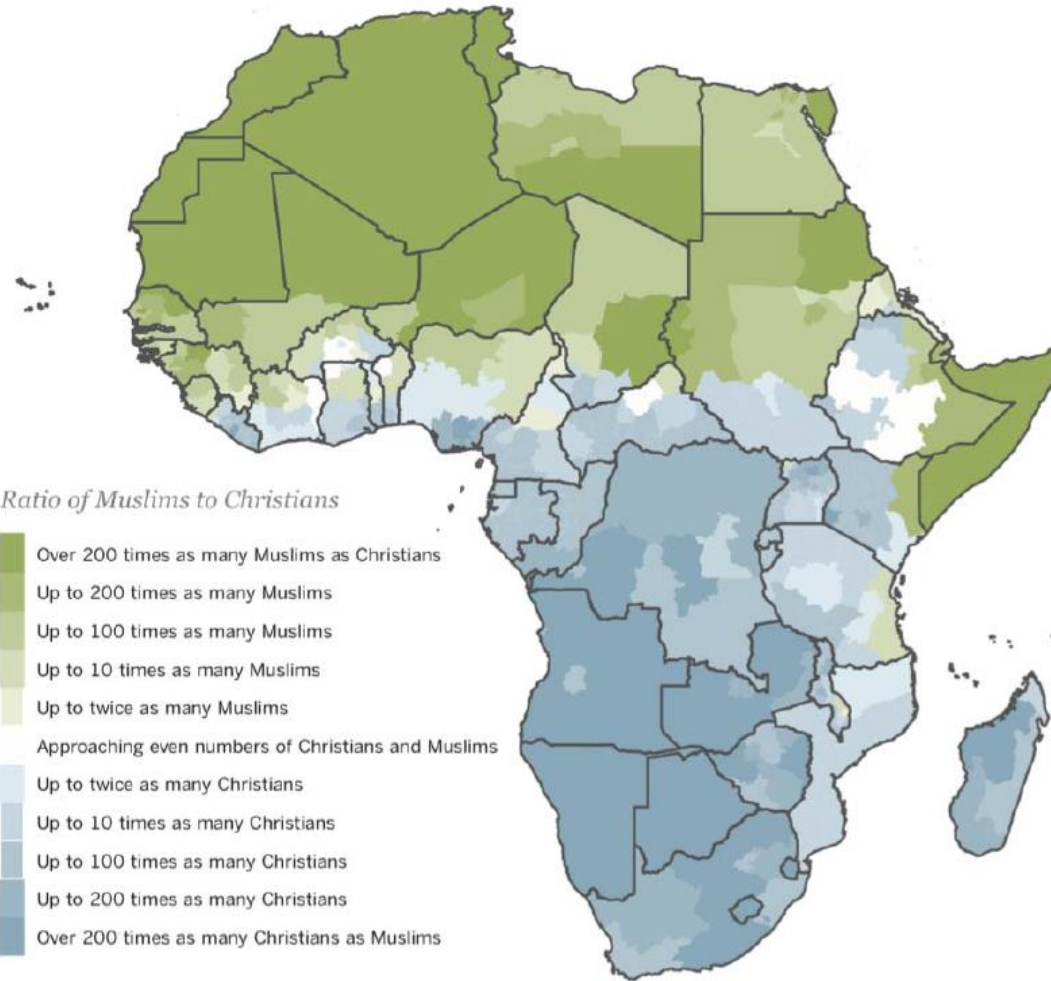 Ratio of Muslims to Christians
Over 200 times as many Muslims as Christians
Up to 200 times as many Muslims
Up to 100 times as many Muslims
Up to 10 times as many Muslims
Up to twice as many Muslims
Approaching even numbers of Christians and Muslims
Up to twice as many Christians
Up to 10 times as many Christians
Up to 100 times as many Christians
Up to 200 times as many Christians
Over 200 times as many Christians as Muslims